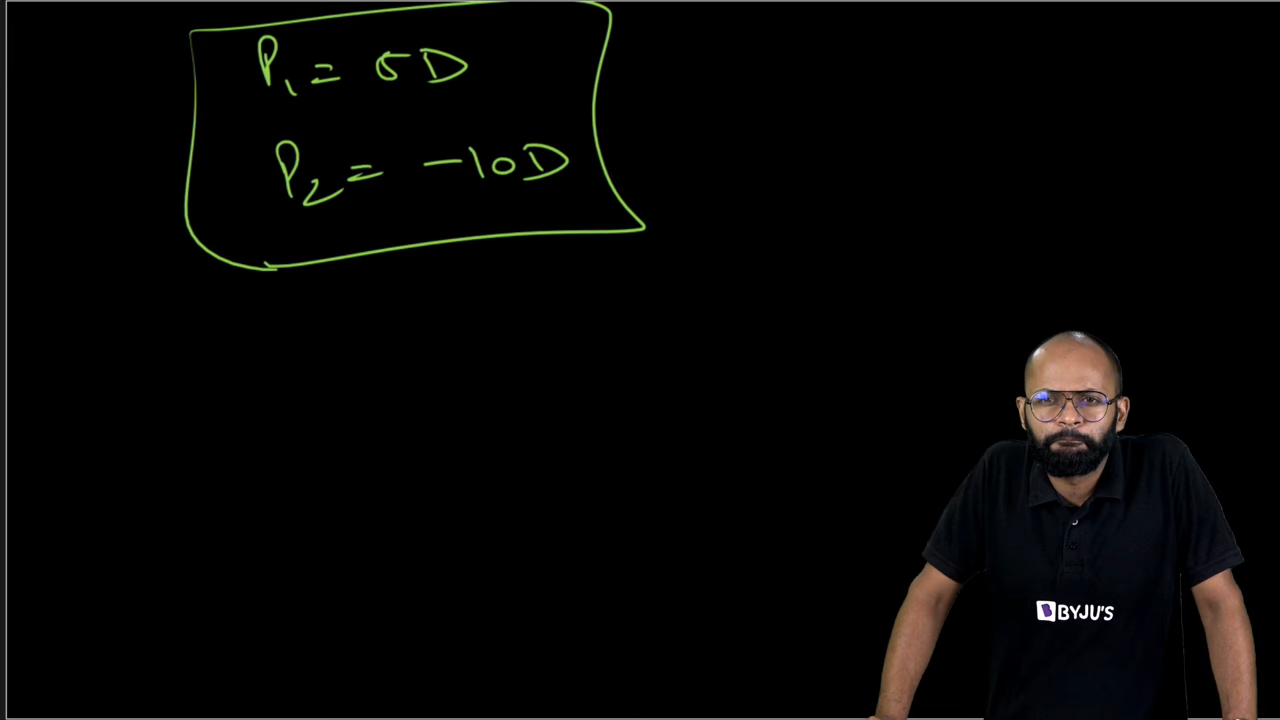 P₁ = 5D
P₂ = -10D
BYJU'S